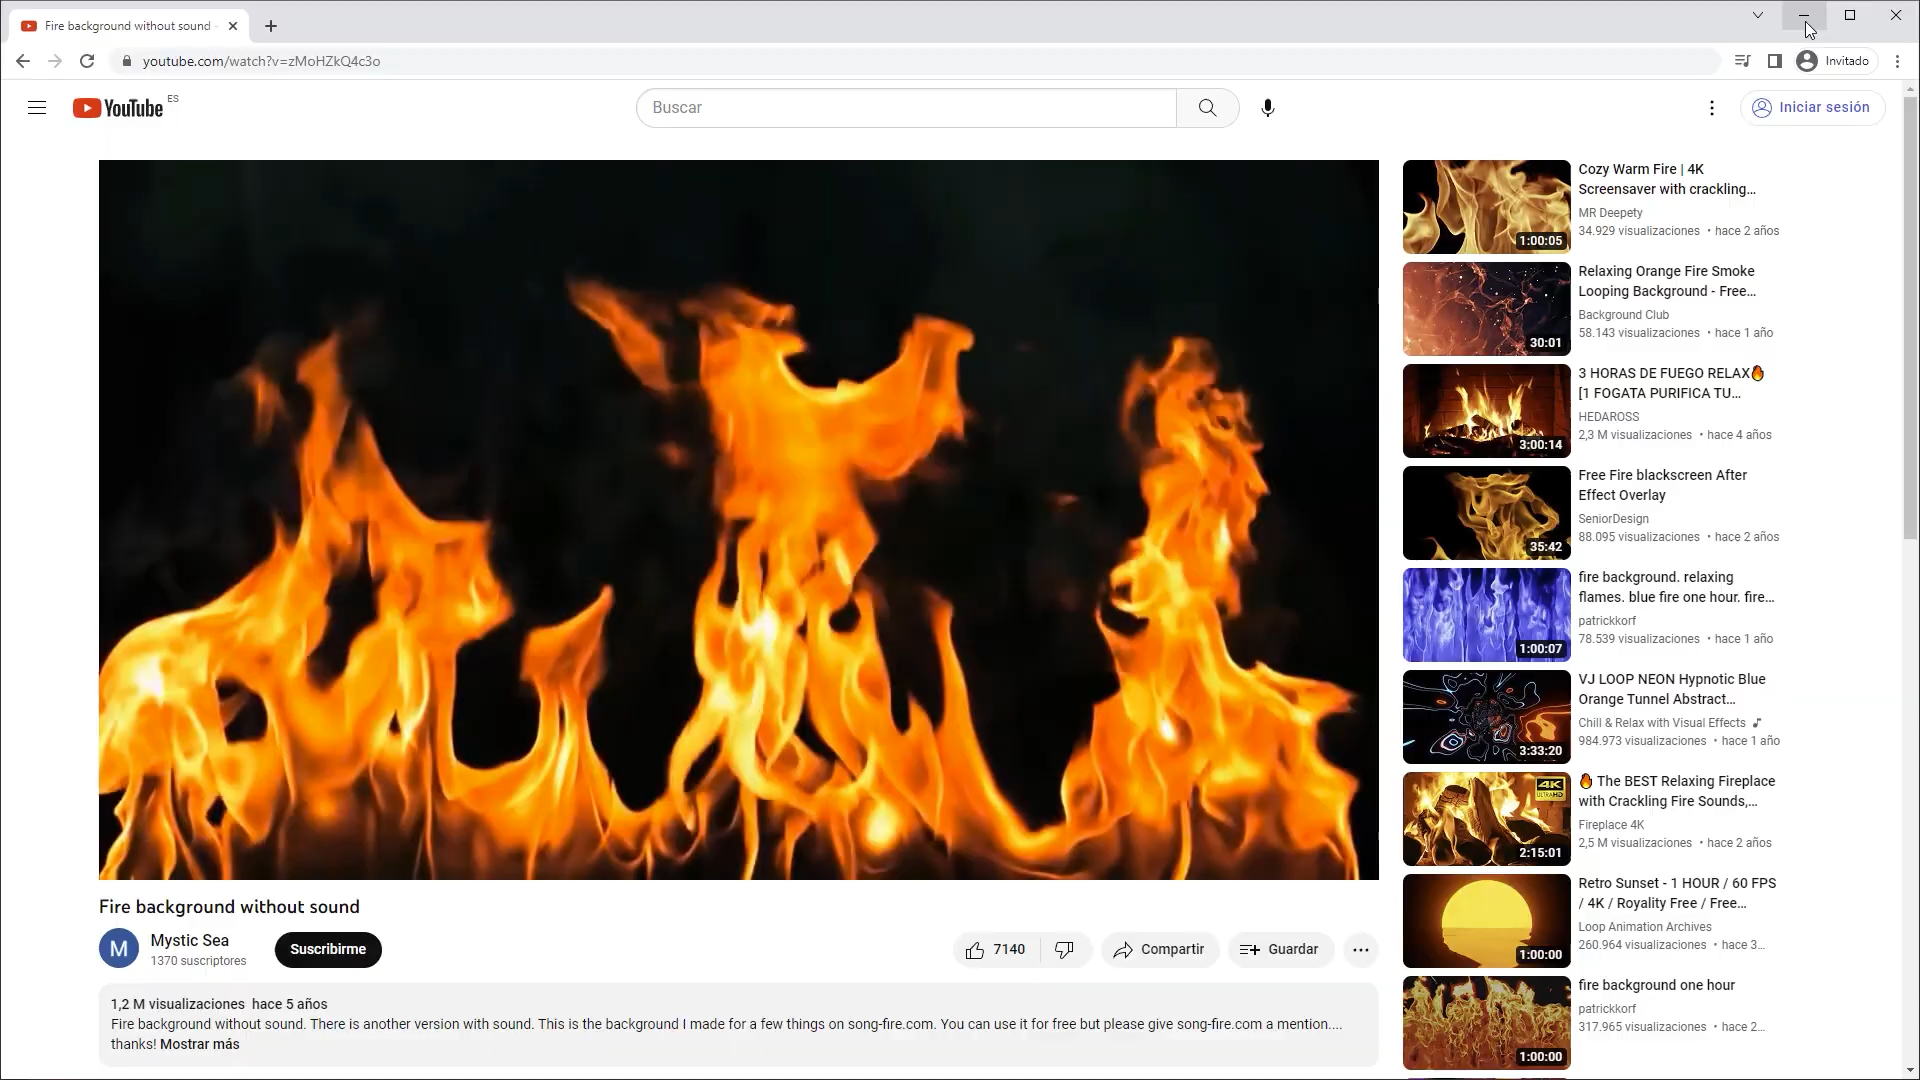 Fire background without sound -
youtube.com/watch?v=zMoHZkQ4c3o
Invitado
YouTube ES
Buscar
Iniciar sesión
Fire background without sound
M
Mystic Sea
1370 suscriptores
Suscribirme
7140
Compartir
Guardar
1,2 M visualizaciones hace 5 años
Fire background without sound. There is another version with sound. This is the background I made for a few things on song-fire.com. You can use it for free but please give song-fire.com a mention....
thanks! Mostrar más
1:00:05
Cozy Warm Fire | 4K
Screensaver with crackling…
MR Deepety
34.929 visualizaciones • hace 2 años
30:01
Relaxing Orange Fire Smoke
Looping Background - Free…
Background Club
58.143 visualizaciones • hace 1 año
3:00:14
3 HORAS DE FUEGO RELAX🔥
[1 FOGATA PURIFICA TU…
HEDAROSS
2,3 M visualizaciones • hace 4 años
35:42
Free Fire blackscreen After
Effect Overlay
SeniorDesign
88.095 visualizaciones • hace 2 años
1:00:07
fire background. relaxing
flames. blue fire one hour. fire…
patrickkorf
78.539 visualizaciones • hace 1 año
3:33:20
VJ LOOP NEON Hypnotic Blue
Orange Tunnel Abstract…
Chill & Relax with Visual Effects
984.973 visualizaciones • hace 1 año
4K
ULTRA HD
2:15:01
🔥 The BEST Relaxing Fireplace
with Crackling Fire Sounds,…
Fireplace 4K
2,5 M visualizaciones • hace 2 años
1:00:00
Retro Sunset - 1 HOUR / 60 FPS
/ 4K / Royality Free / Free…
Loop Animation Archives
260.964 visualizaciones • hace 3…
1:00:00
fire background one hour
patrickkorf
317.965 visualizaciones • hace 2…